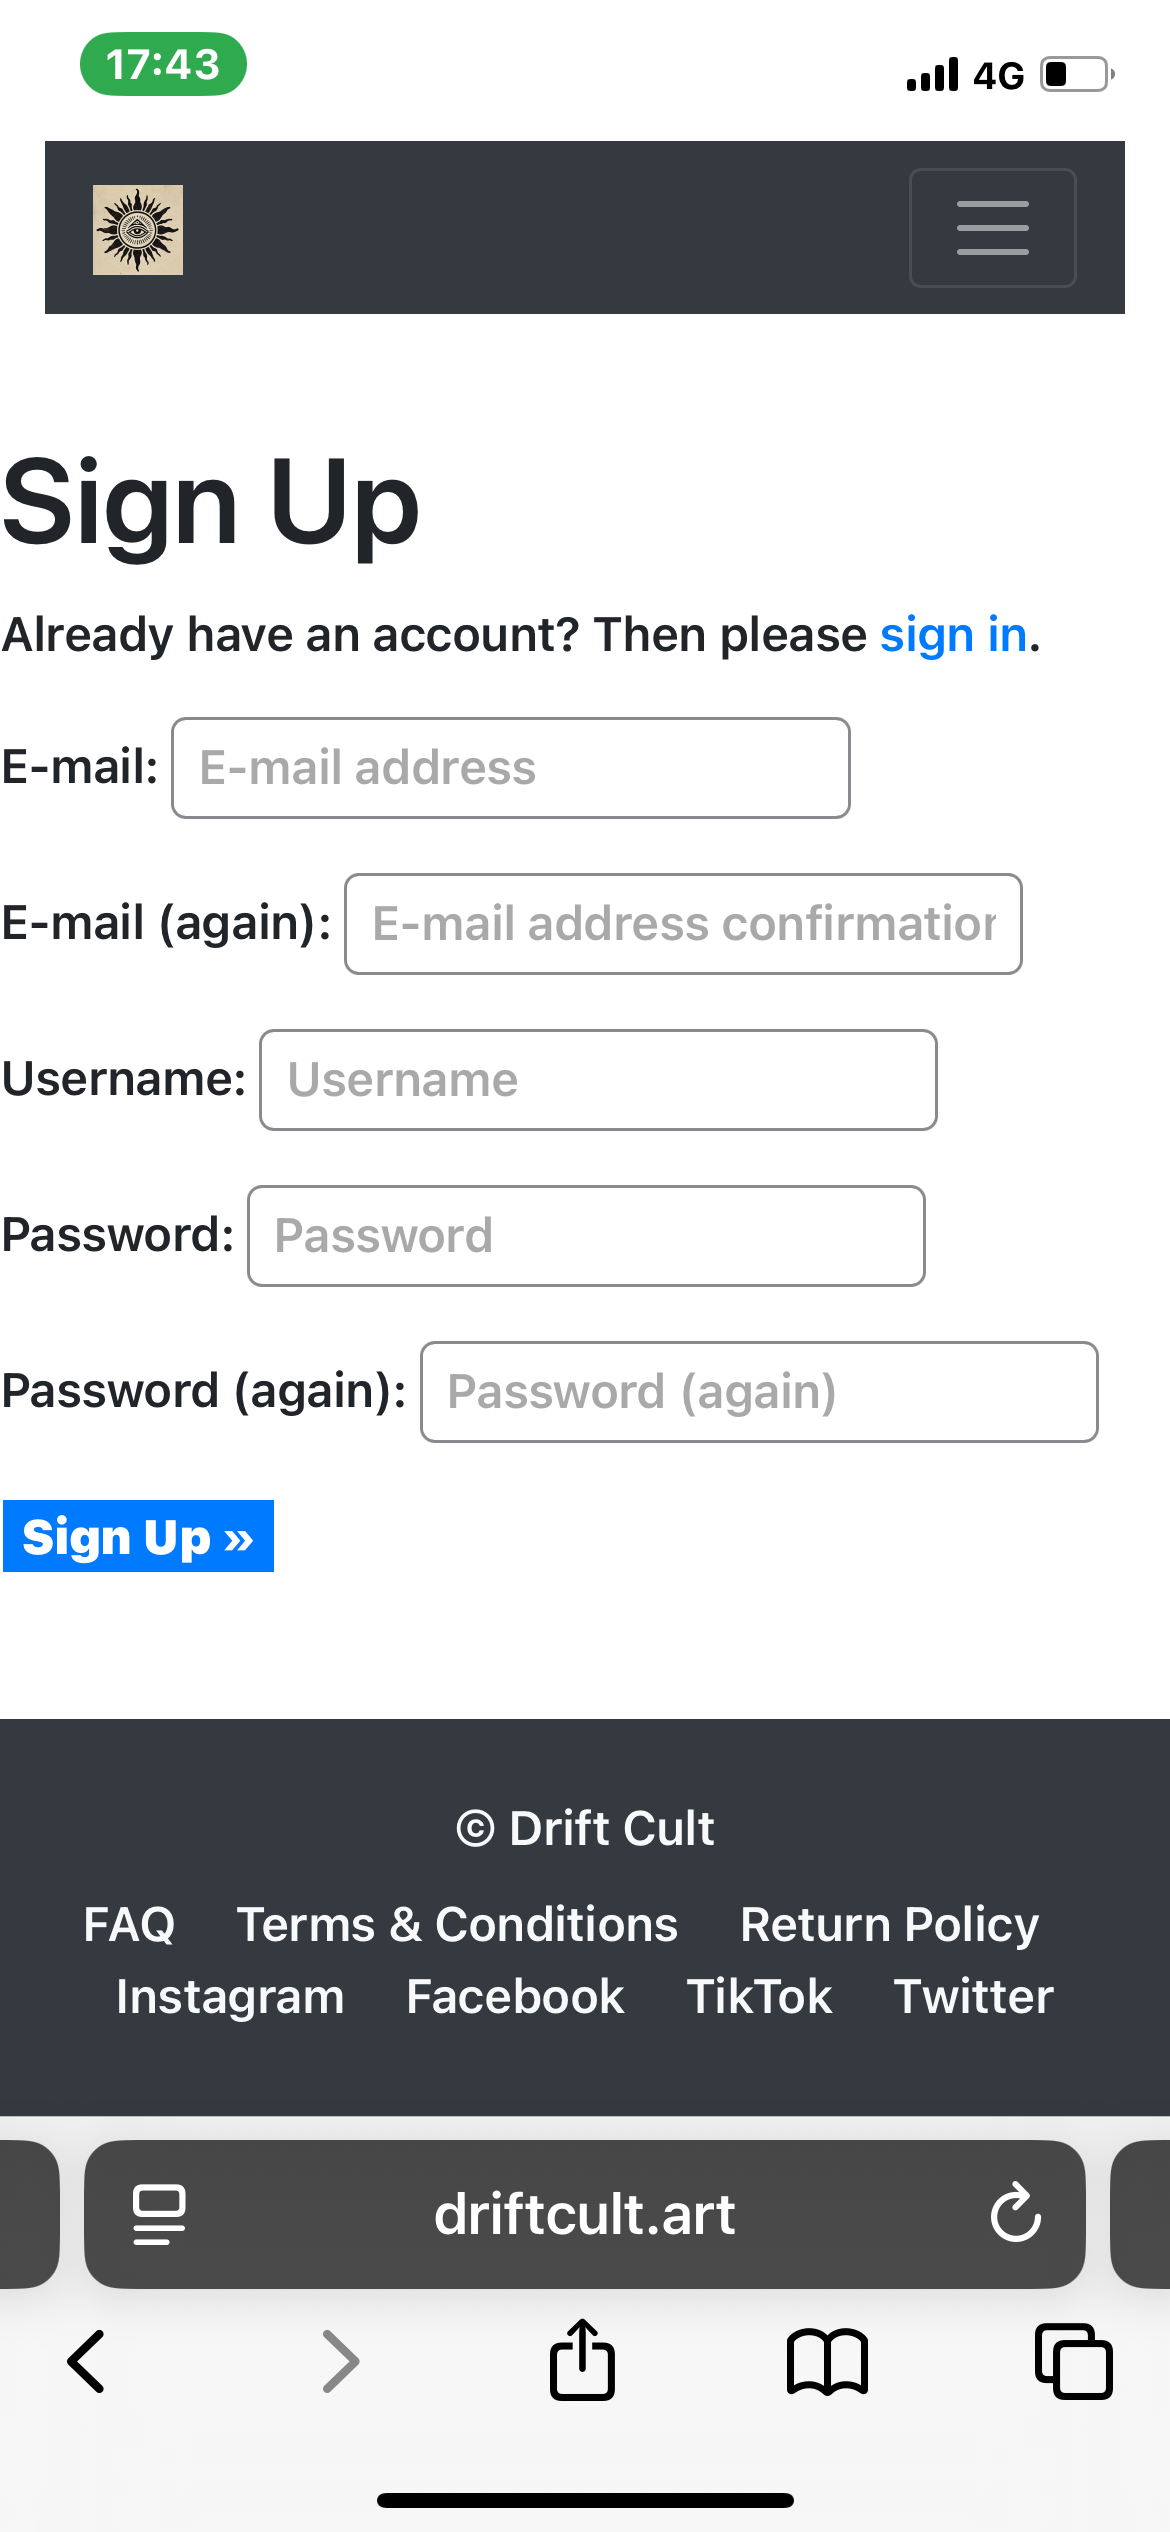 17:43 4G
Sign Up
Already have an account? Then please sign in.
E-mail: E-mail address
E-mail (again): E-mail address confirmation
Username: Username
Password: Password
Password (again): Password (again)
Sign Up »
© Drift Cult
FAQ Terms & Conditions Return Policy
Instagram Facebook TikTok Twitter
driftcult.art